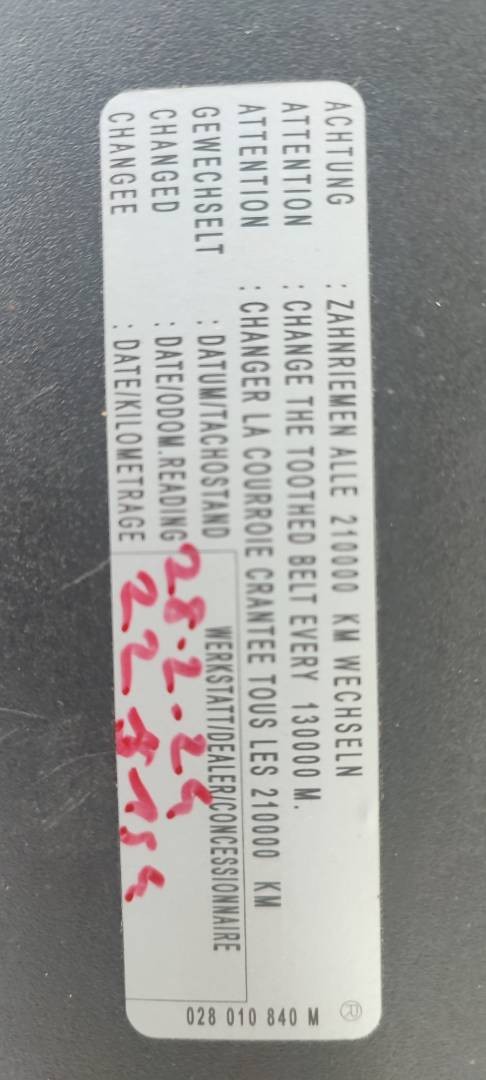 ACHTUNG : ZAHNRIEMEN ALLE 210000 KM WECHSELN
ATTENTION : CHANGE THE TOOTHED BELT EVERY 130000 M.
ATTENTION : CHANGER LA COURROIE CRANTEE TOUS LES 210000 KM
GEWECHSELT : DATUM/TACHOSTAND WERKSTATT/DEALER/CONCESSIONNAIRE
CHANGED : DATE/ODOM.READING 28-2-24
CHANGEE : DATE/KILOMETRAGE
®
028 010 840 M